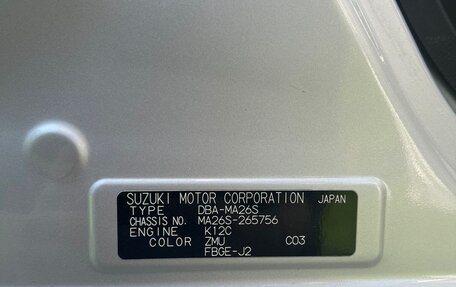 SUZUKI MOTOR CORPORATION JAPAN
TYPE DBA-MA26S
CHASSIS NO. MA26S-265756
ENGINE K12C
COLOR ZMU C03
FBGE-J2